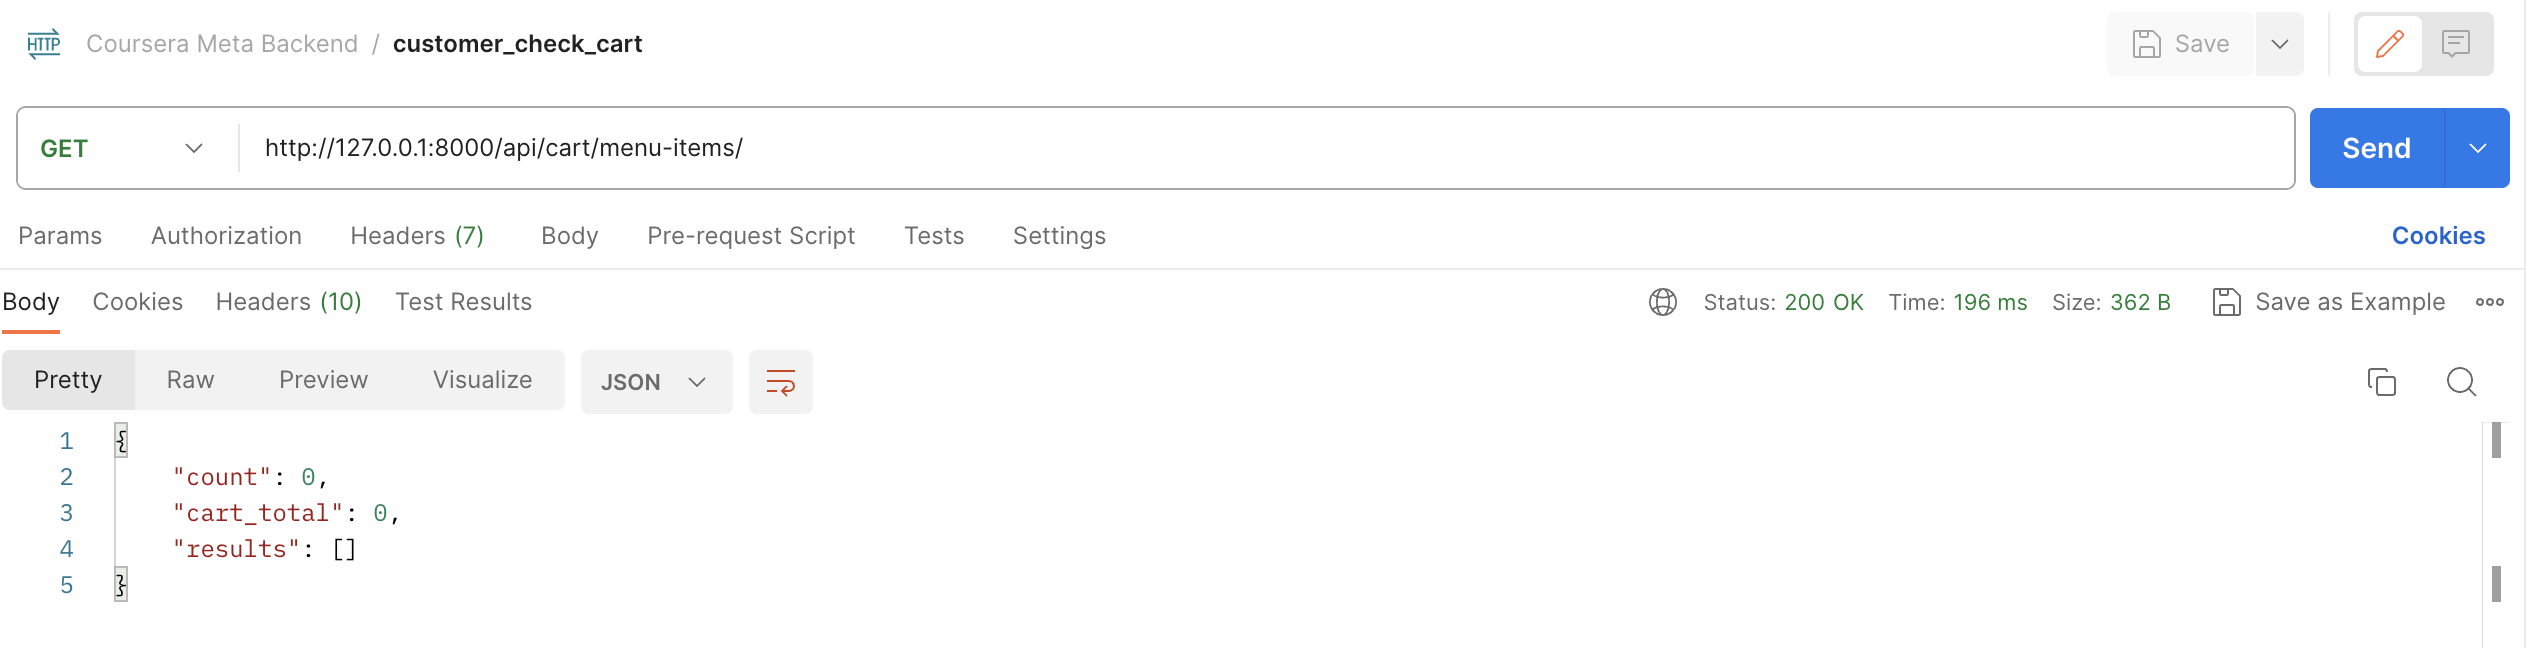 HTTP Coursera Meta Backend / customer_check_cart Save
GET http://127.0.0.1:8000/api/cart/menu-items/ Send
Params Authorization Headers (7) Body Pre-request Script Tests Settings Cookies
Body Cookies Headers (10) Test Results Status: 200 OK Time: 196 ms Size: 362 B Save as Example
Pretty Raw Preview Visualize JSON
1 {
2 "count": 0,
3 "cart_total": 0,
4 "results": []
5 }